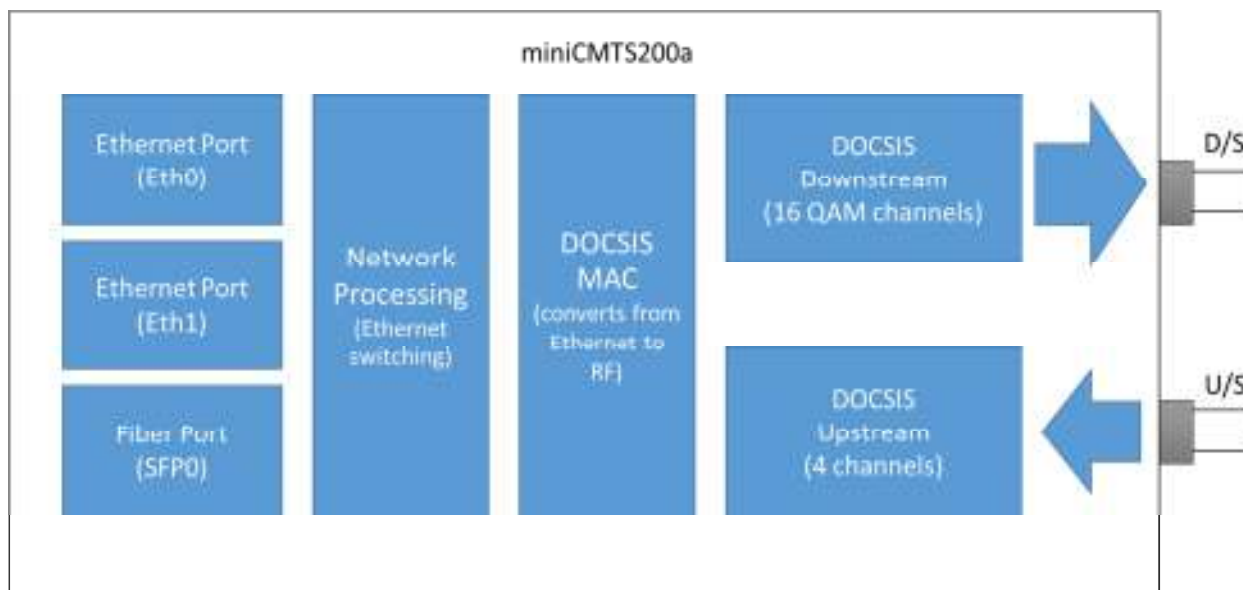 miniCMTS200a
Ethernet Port
(Eth0)
Ethernet Port
(Eth1)
Fiber Port
(SFP0)
Network
Processing
(Ethernet
switching)
DOCSIS
MAC
(converts from
Ethernet to
RF)
DOCSIS
Downstream
(16 QAM channels)
DOCSIS
Upstream
(4 channels)
D/S
U/S